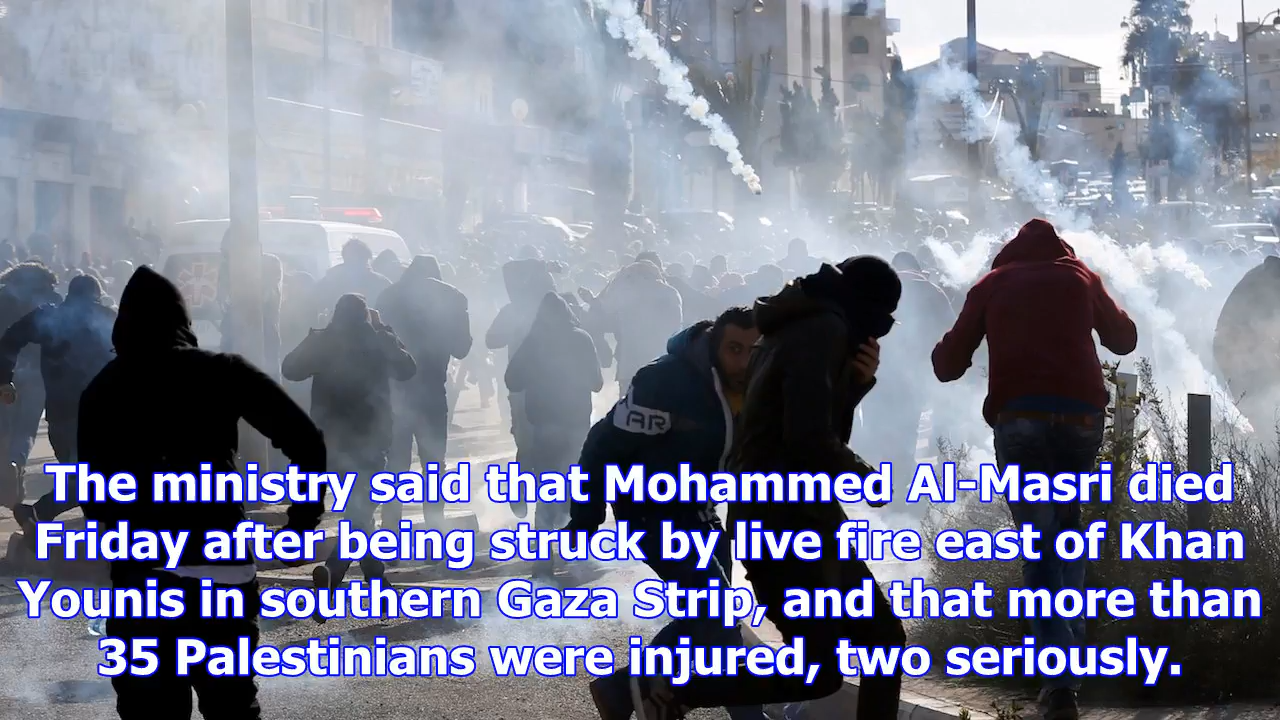 AR
The ministry said that Mohammed Al-Masri died
Friday after being struck by live fire east of Khan
Younis in southern Gaza Strip, and that more than
35 Palestinians were injured, two seriously.